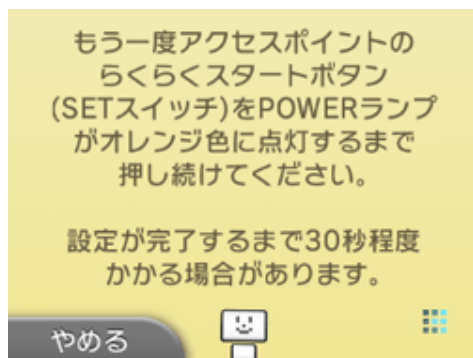 もう一度アクセスポイントの
らくらくスタートボタン
(SETスイッチ)をPOWERランプ
がオレンジ色に点灯するまで
押し続けてください。
設定が完了するまで30秒程度
かかる場合があります。
やめる